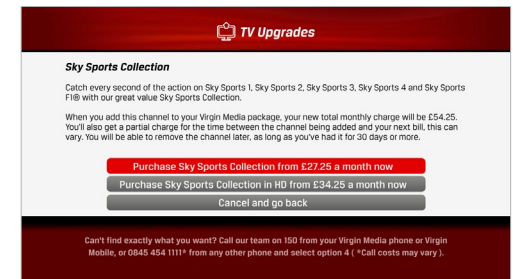 TV Upgrades
Sky Sports Collection
Catch every second of the action on Sky Sports 1, Sky Sports 2, Sky Sports 3, Sky Sports 4 and Sky Sports
F1® with our great value Sky Sports Collection.
When you add this channel to your Virgin Media package, your new total monthly charge will be £54.25.
You'll also get a partial charge for the time between the channel being added and your next bill, this can
vary. You will be able to remove the channel later, as long as you've had it for 30 days or more.
Purchase Sky Sports Collection from £27.25 a month now
Purchase Sky Sports Collection in HD from £34.25 a month now
Cancel and go back
Can't find exactly what you want? Call our team on 150 from your Virgin Media phone or Virgin
Mobile, or 0845 454 1111* from any other phone and select option 4 ( *Call costs may vary ).